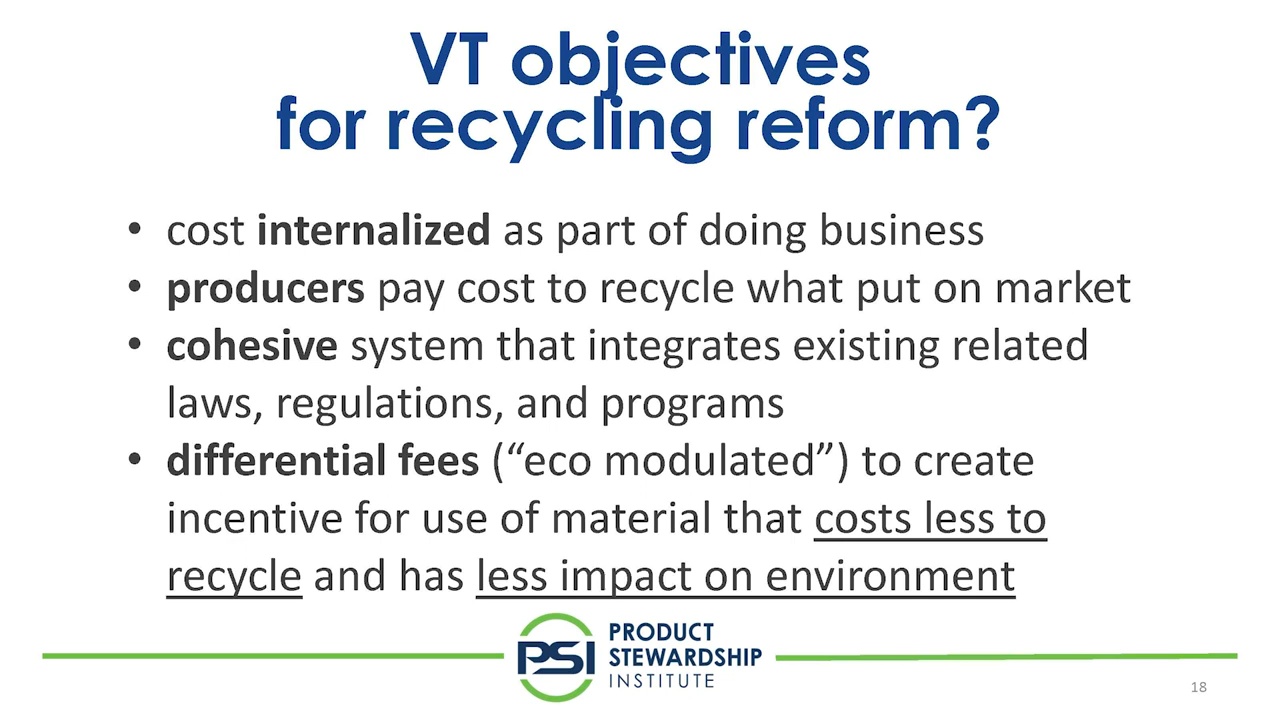 VT objectives
for recycling reform?
• cost internalized as part of doing business
• producers pay cost to recycle what put on market
• cohesive system that integrates existing related
laws, regulations, and programs
• differential fees (“eco modulated”) to create
incentive for use of material that costs less to
recycle and has less impact on environment
PSI
PRODUCT
STEWARDSHIP
INSTITUTE
18